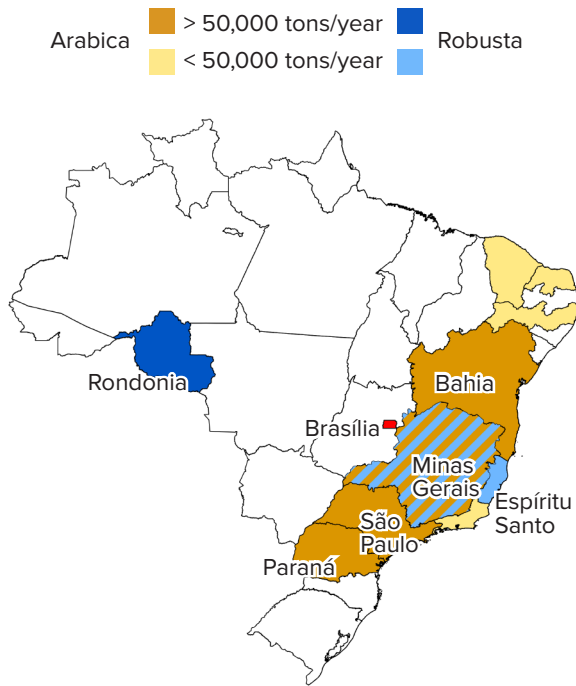 Arabica > 50,000 tons/year Robusta
< 50,000 tons/year
Rondonia
Bahia
Brasília
Minas
Gerais
Espíritu
Santo
São
Paulo
Paraná